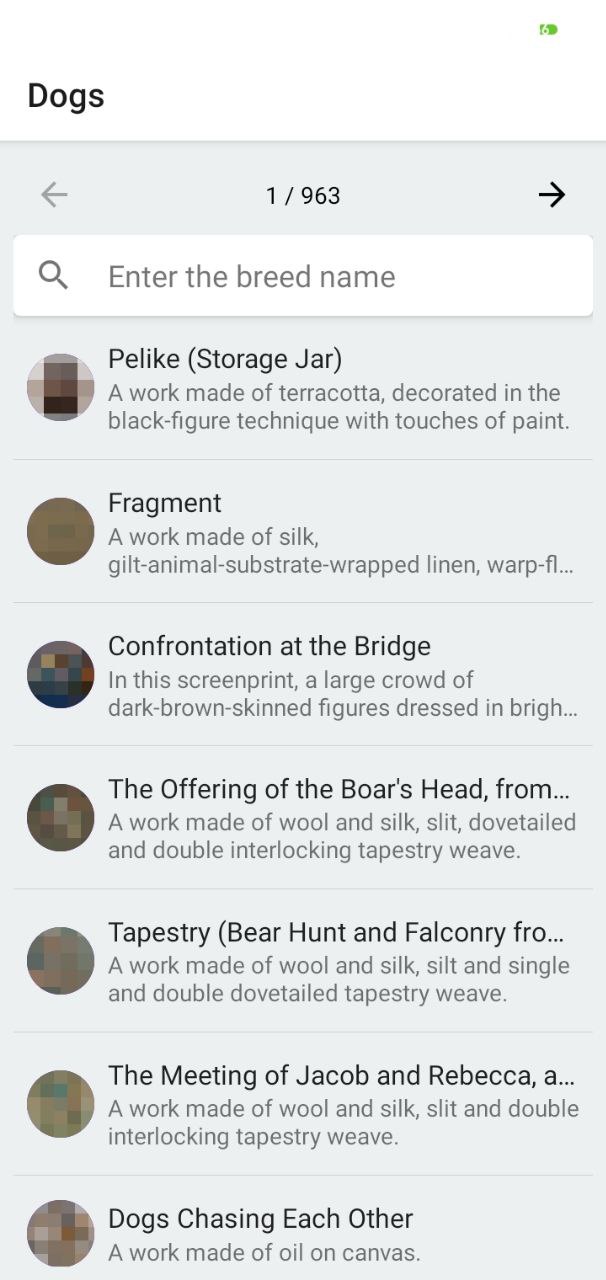 Dogs
1 / 963
Enter the breed name
Pelike (Storage Jar)
A work made of terracotta, decorated in the
black-figure technique with touches of paint.
Fragment
A work made of silk,
gilt-animal-substrate-wrapped linen, warp-fl…
Confrontation at the Bridge
In this screenprint, a large crowd of
dark-brown-skinned figures dressed in brigh…
The Offering of the Boar's Head, from…
A work made of wool and silk, slit, dovetailed
and double interlocking tapestry weave.
Tapestry (Bear Hunt and Falconry fro…
A work made of wool and silk, silt and single
and double dovetailed tapestry weave.
The Meeting of Jacob and Rebecca, a…
A work made of wool and silk, slit and double
interlocking tapestry weave.
Dogs Chasing Each Other
A work made of oil on canvas.